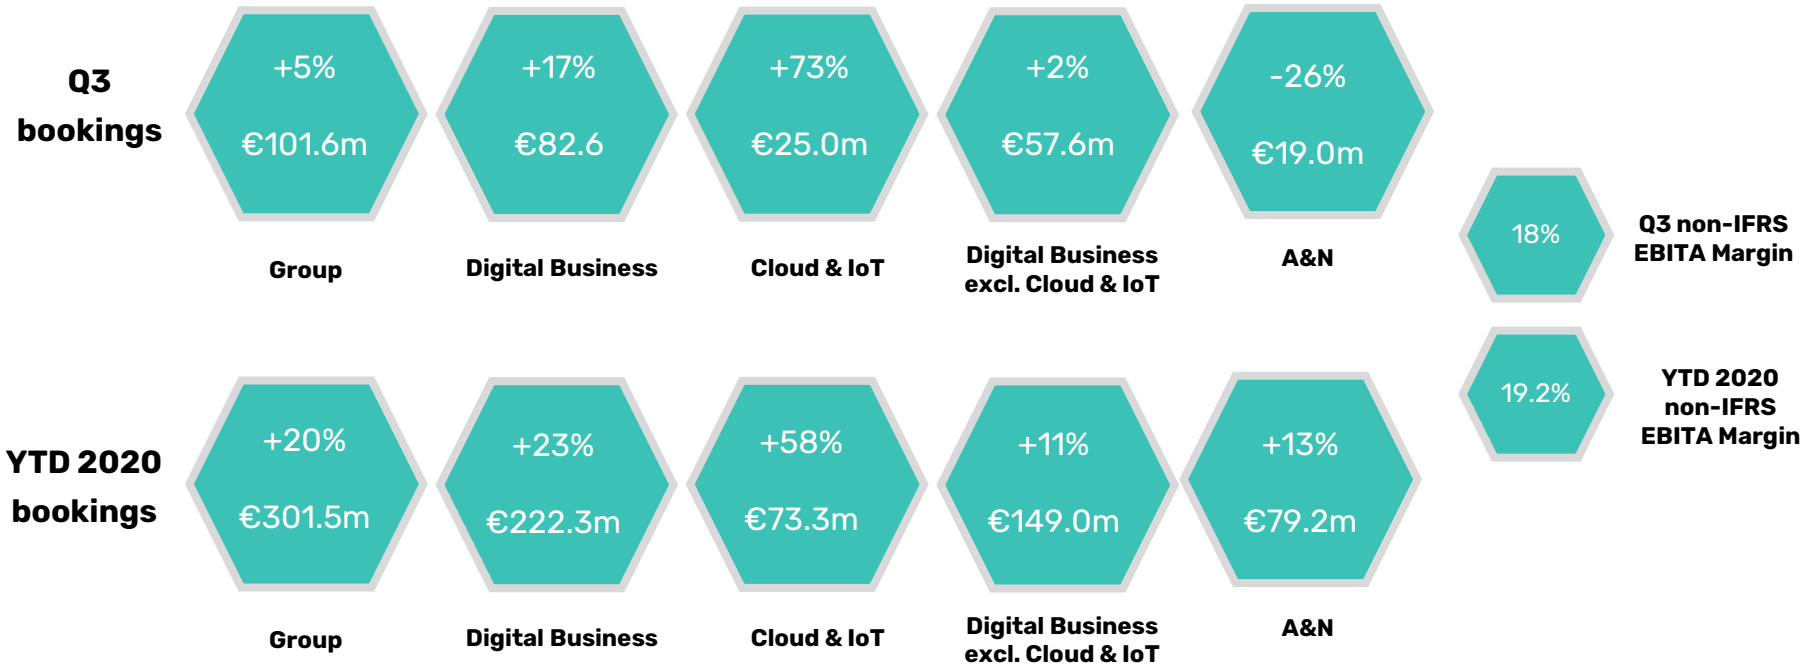 Q3
bookings
+5%
€101.6m
Group
+17%
€82.6
Digital Business
+73%
€25.0m
Cloud & IoT
+2%
€57.6m
Digital Business
excl. Cloud & IoT
-26%
€19.0m
A&N
18%
Q3 non-IFRS
EBITA Margin
19.2%
YTD 2020
non-IFRS
EBITA Margin
YTD 2020
bookings
+20%
€301.5m
Group
+23%
€222.3m
Digital Business
+58%
€73.3m
Cloud & IoT
+11%
€149.0m
Digital Business
excl. Cloud & IoT
+13%
€79.2m
A&N